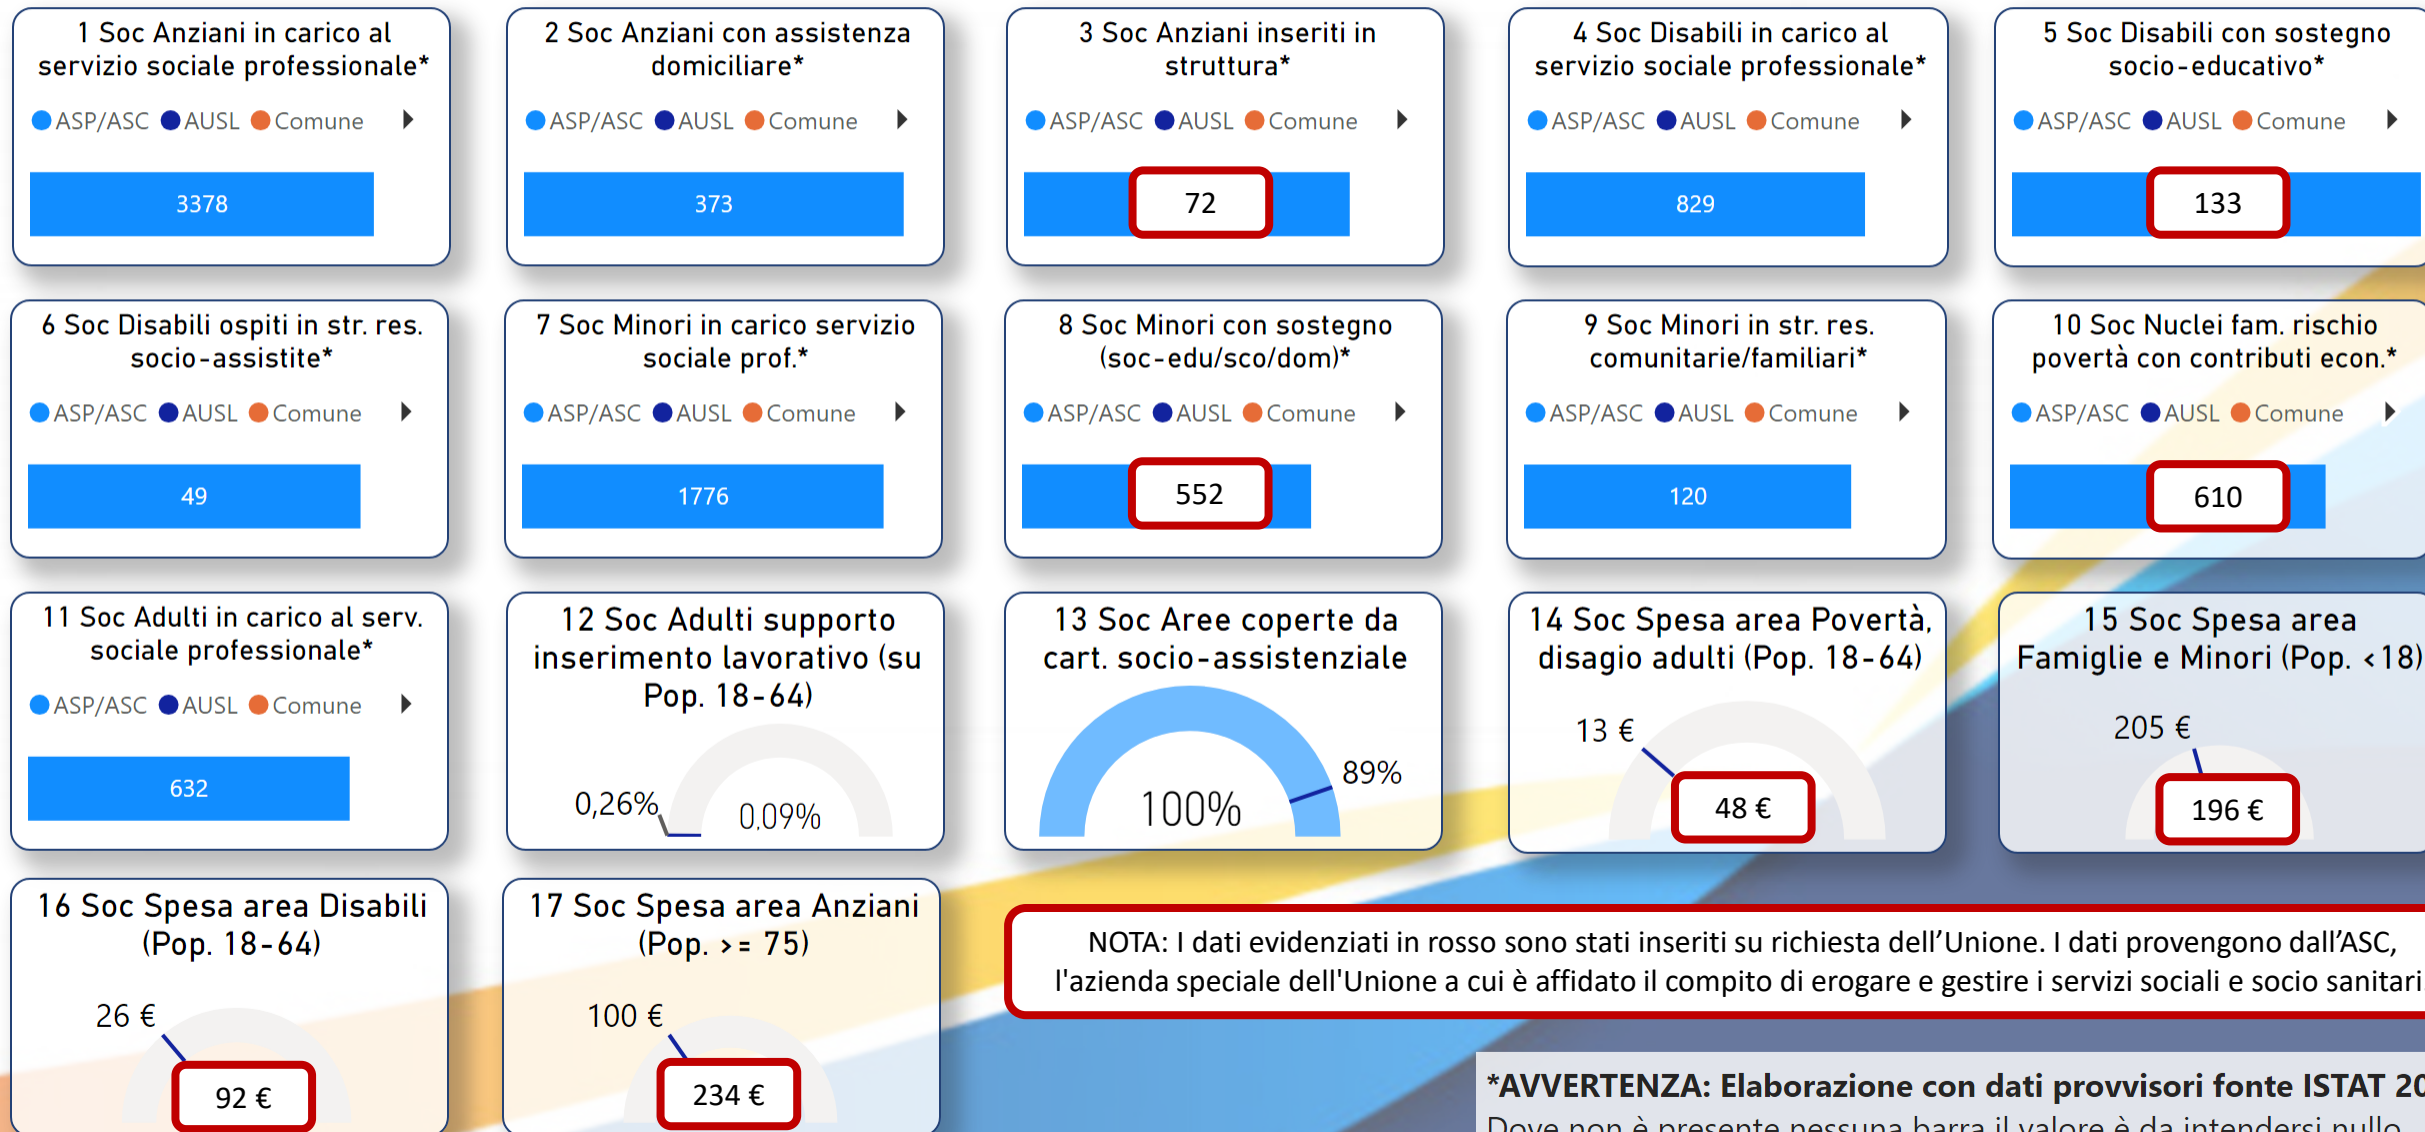 1 Soc Anziani in carico al
servizio sociale professionale*
ASP/ASC AUSL Comune
3378
2 Soc Anziani con assistenza
domiciliare*
ASP/ASC AUSL Comune
373
3 Soc Anziani inseriti in
struttura*
ASP/ASC AUSL Comune
72
4 Soc Disabili in carico al
servizio sociale professionale*
ASP/ASC AUSL Comune
829
5 Soc Disabili con sostegno
socio-educativo*
ASP/ASC AUSL Comune
133
6 Soc Disabili ospiti in str. res.
socio-assistite*
ASP/ASC AUSL Comune
49
7 Soc Minori in carico servizio
sociale prof.*
ASP/ASC AUSL Comune
1776
8 Soc Minori con sostegno
(soc-edu/sco/dom)*
ASP/ASC AUSL Comune
552
9 Soc Minori in str. res.
comunitarie/familiari*
ASP/ASC AUSL Comune
120
10 Soc Nuclei fam. rischio
povertà con contributi econ.*
ASP/ASC AUSL Comune
610
11 Soc Adulti in carico al serv.
sociale professionale*
ASP/ASC AUSL Comune
632
12 Soc Adulti supporto
inserimento lavorativo (su
Pop. 18-64)
0,26%
0,09%
13 Soc Aree coperte da
cart. socio-assistenziale
89%
100%
14 Soc Spesa area Povertà,
disagio adulti (Pop. 18-64)
13 €
48 €
15 Soc Spesa area
Famiglie e Minori (Pop. <18)
205 €
196 €
16 Soc Spesa area Disabili
(Pop. 18-64)
26 €
92 €
17 Soc Spesa area Anziani
(Pop. >= 75)
100 €
234 €
NOTA: I dati evidenziati in rosso sono stati inseriti su richiesta dell’Unione. I dati provengono dall’ASC,
l'azienda speciale dell'Unione a cui è affidato il compito di erogare e gestire i servizi sociali e socio sanitari.
*AVVERTENZA: Elaborazione con dati provvisori fonte ISTAT 20
Dove non è presente nessuna barra il valore è da intendersi nullo